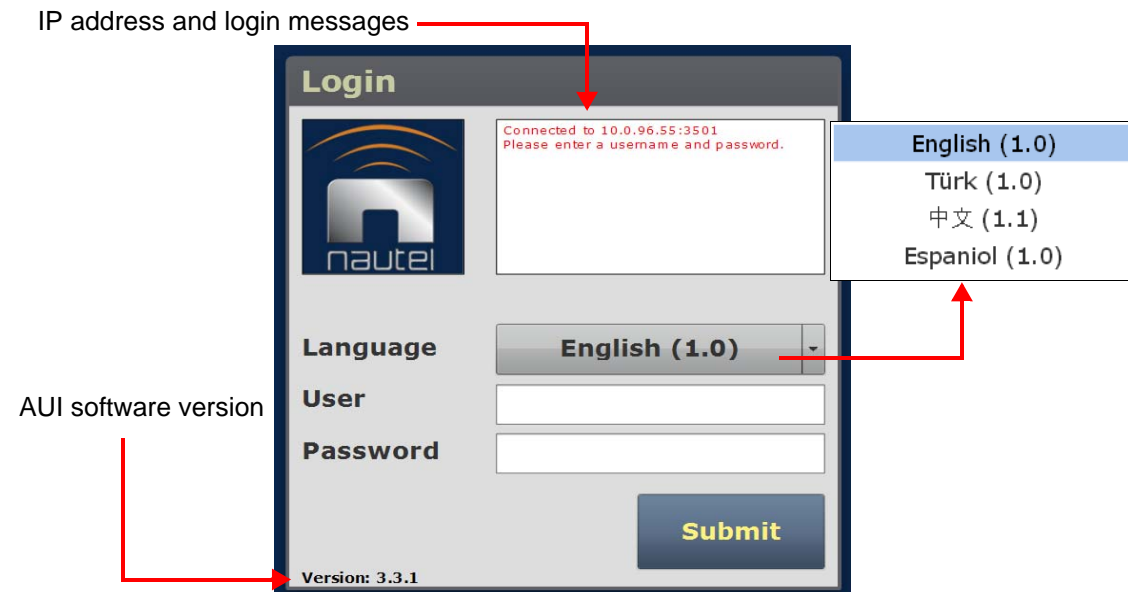 IP address and login messages
Login
Connected to 10.0.96.55:3501
Please enter a username and password.
nautel
English (1.0)
Türk (1.0)
中文 (1.1)
Espaniol (1.0)
Language
English (1.0)
User
AUI software version
Password
Submit
Version: 3.3.1